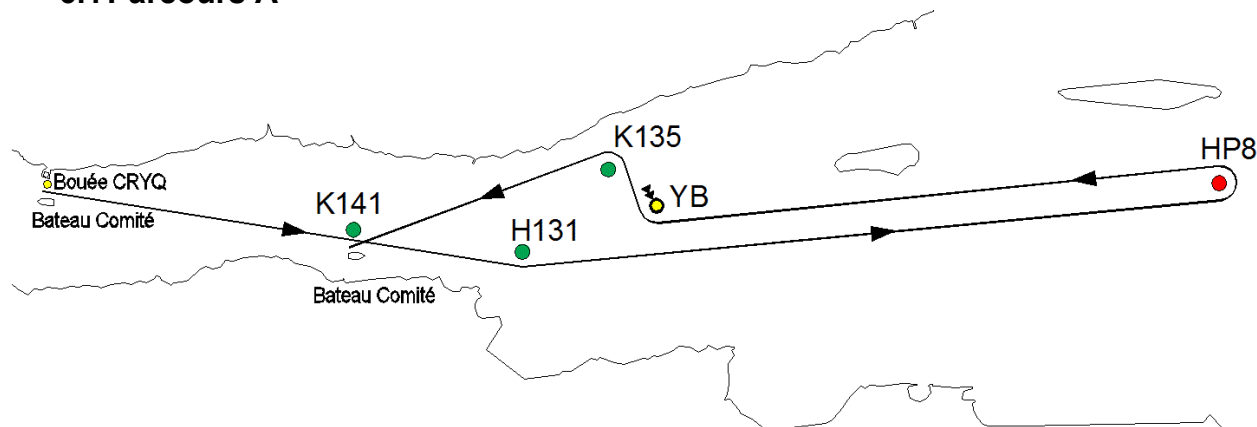 K135
HP8
Bouée CRYQ
YB
K141
Bateau Comité
H131
Bateau Comité